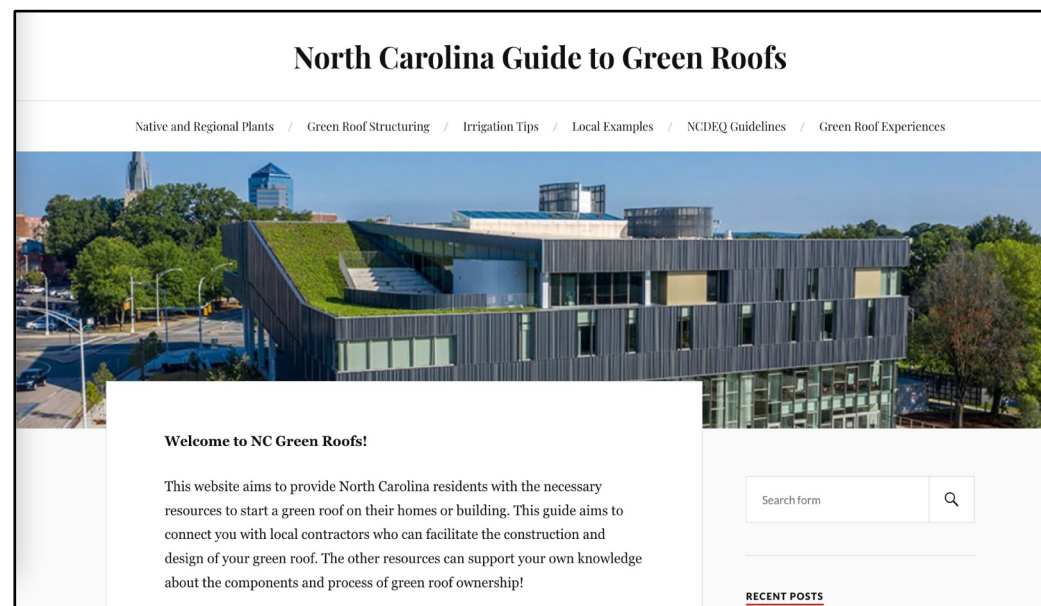 North Carolina Guide to Green Roofs
Native and Regional Plants / Green Roof Structuring / Irrigation Tips / Local Examples / NCDEQ Guidelines / Green Roof Experiences
Welcome to NC Green Roofs!
This website aims to provide North Carolina residents with the necessary
resources to start a green roof on their homes or building. This guide aims to
connect you with local contractors who can facilitate the construction and
design of your green roof. The other resources can support your own knowledge
about the components and process of green roof ownership!
Search form
RECENT POSTS